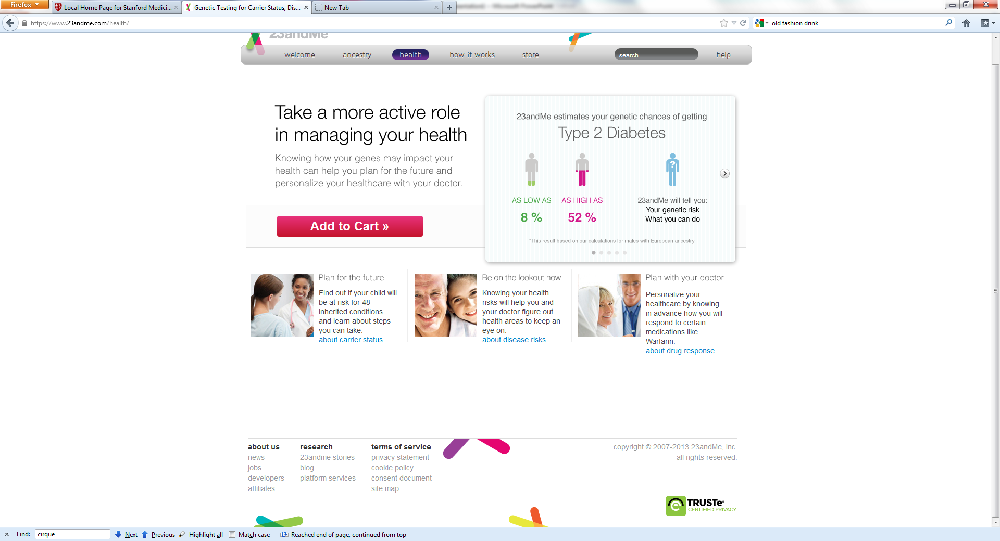 Firefox
Local Home Page for Stanford Medici...
Genetic Testing for Carrier Status, Dis...
New Tab
Microsoft PowerPoint
https://www.23andme.com/health/
old fashion drink
23andMe
welcome
ancestry
health
how it works
store
search
help
Take a more active role
in managing your health
Knowing how your genes may impact your
health can help you plan for the future and
personalize your healthcare with your doctor.
Add to Cart »
23andMe estimates your genetic chances of getting
Type 2 Diabetes
?
AS LOW AS
8 %
AS HIGH AS
52 %
23andMe will tell you:
Your genetic risk
What you can do
*This result based on our calculations for males with European ancestry
Plan for the future
Find out if your child will
be at risk for 48
inherited conditions
and learn about steps
you can take.
about carrier status
Be on the lookout now
Knowing your health
risks will help you and
your doctor figure out
health areas to keep an
eye on.
about disease risks
Plan with your doctor
Personalize your
healthcare by knowing
in advance how you will
respond to certain
medications like
Warfarin.
about drug response
about us
news
jobs
developers
affiliates
research
23andme stories
blog
platform services
terms of service
privacy statement
cookie policy
consent document
site map
copyright © 2007-2013 23andMe, Inc.
all rights reserved.
TRUSTe
CERTIFIED PRIVACY
Find:
cirque
Next
Previous
Highlight all
Match case
Reached end of page, continued from top